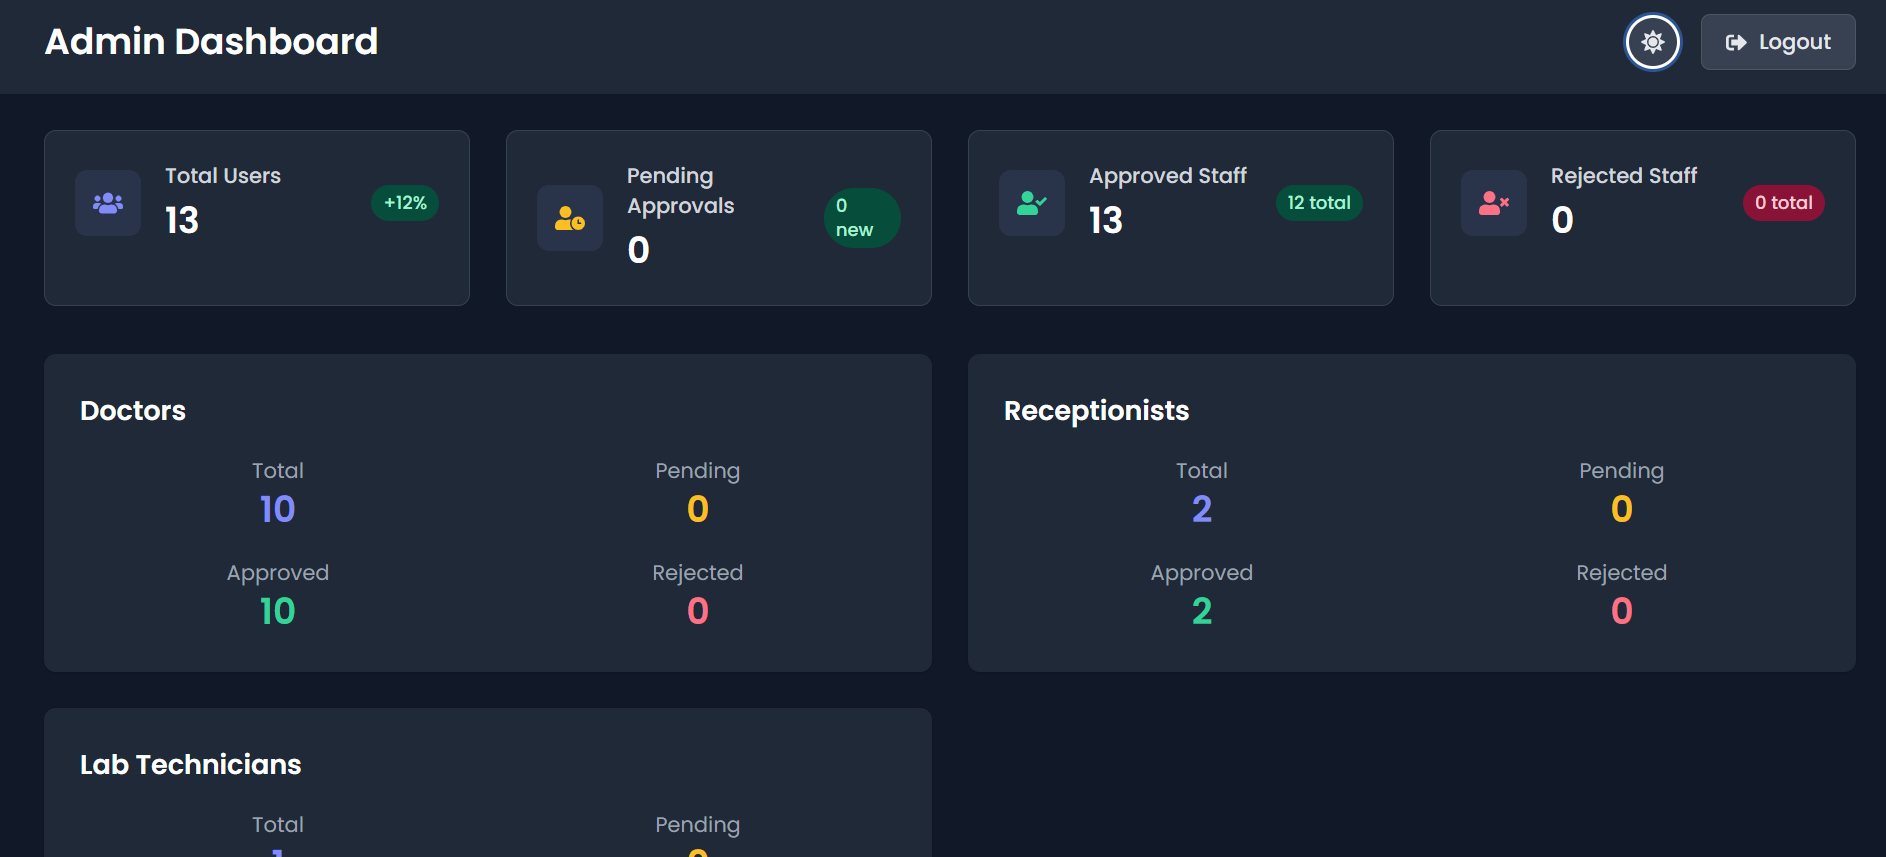 Admin Dashboard
Logout
Total Users
13
+12%
Pending
Approvals
0
0
new
Approved Staff
13
12 total
Rejected Staff
0
0 total
Doctors
Total
10
Pending
0
Approved
10
Rejected
0
Receptionists
Total
2
Pending
0
Approved
2
Rejected
0
Lab Technicians
Total
Pending